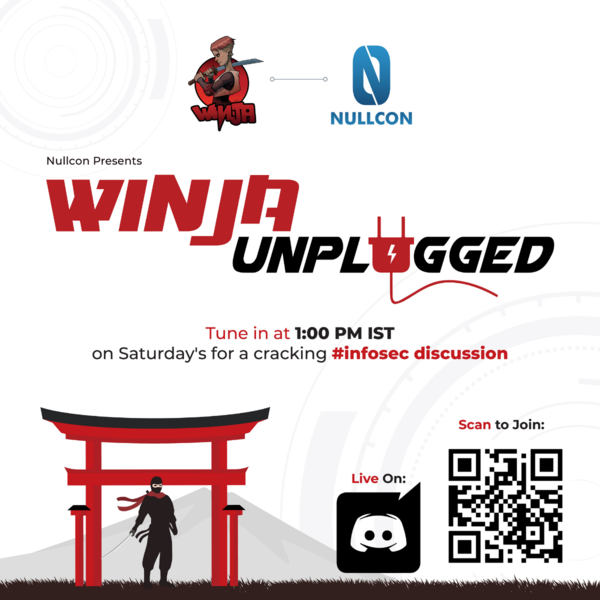 WINJA
NULLCON
Nullcon Presents
WINJA
UNPLUGGED
Tune in at 1:00 PM IST
on Saturday's for a cracking #infosec discussion
Scan to Join:
Live On: